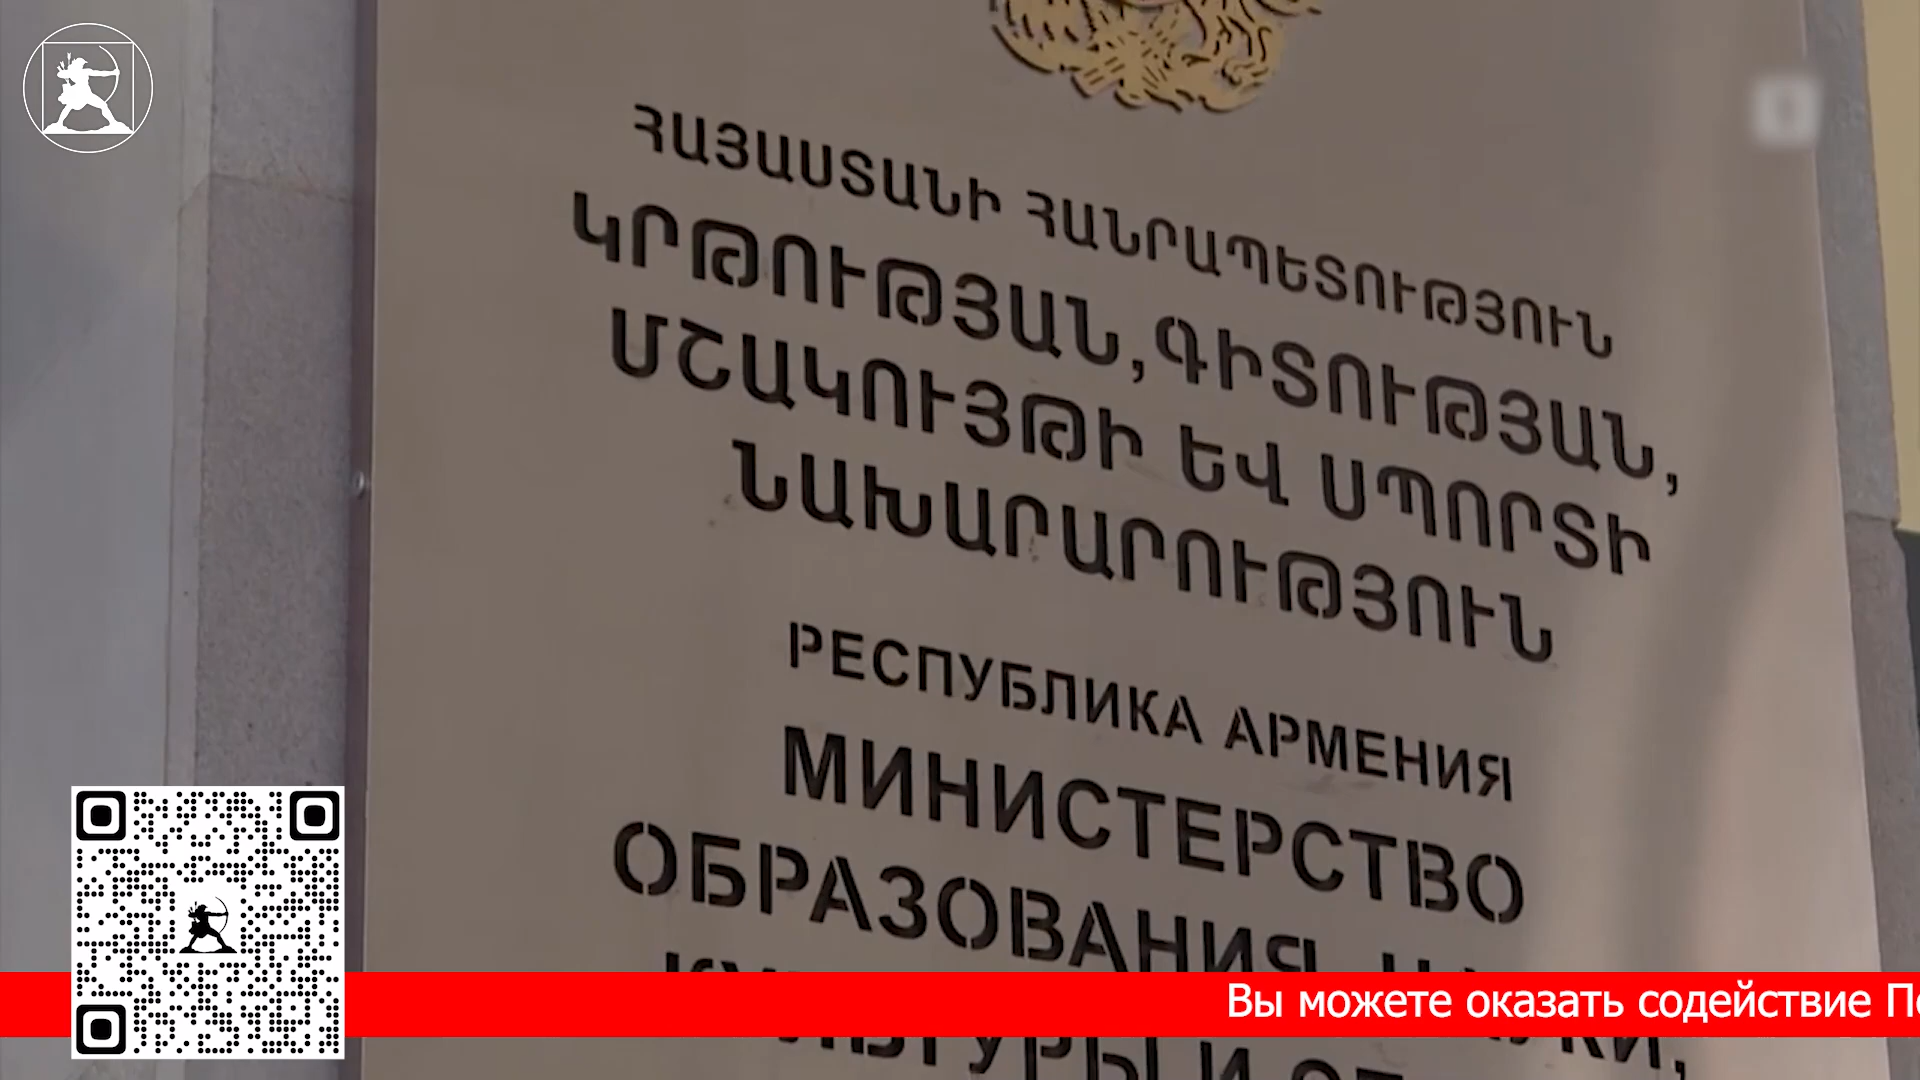 ՀԱՅԱՍՏԱՆԻ ՀԱՆՐԱՊԵՏՈՒԹՅՈՒՆ
ԿՐԹՈՒԹՅԱՆ, ԳԻՏՈՒԹՅԱՆ,
ՄՇԱԿՈՒՅԹԻ ԵՎ ՍՊՈՐՏԻ
ՆԱԽԱՐԱՐՈՒԹՅՈՒՆ
РЕСПУБЛИКА АРМЕНИЯ
МИНИСТЕРСТВО
ОБРАЗОВАНИЯ,
Вы можете оказать содействие